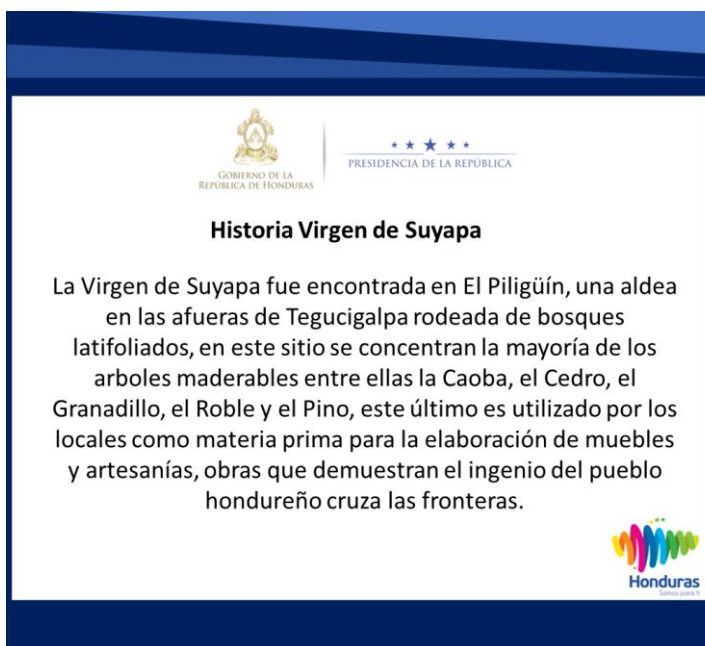 GOBIERNO DE LA
REPÚBLICA DE HONDURAS
PRESIDENCIA DE LA REPÚBLICA
Historia Virgen de Suyapa
La Virgen de Suyapa fue encontrada en El Piligüín, una aldea
en las afueras de Tegucigalpa rodeada de bosques
latifoliados, en este sitio se concentran la mayoría de los
arboles maderables entre ellas la Caoba, el Cedro, el
Granadillo, el Roble y el Pino, este último es utilizado por los
locales como materia prima para la elaboración de muebles
y artesanías, obras que demuestran el ingenio del pueblo
hondureño cruza las fronteras.
Honduras
Somos para ti